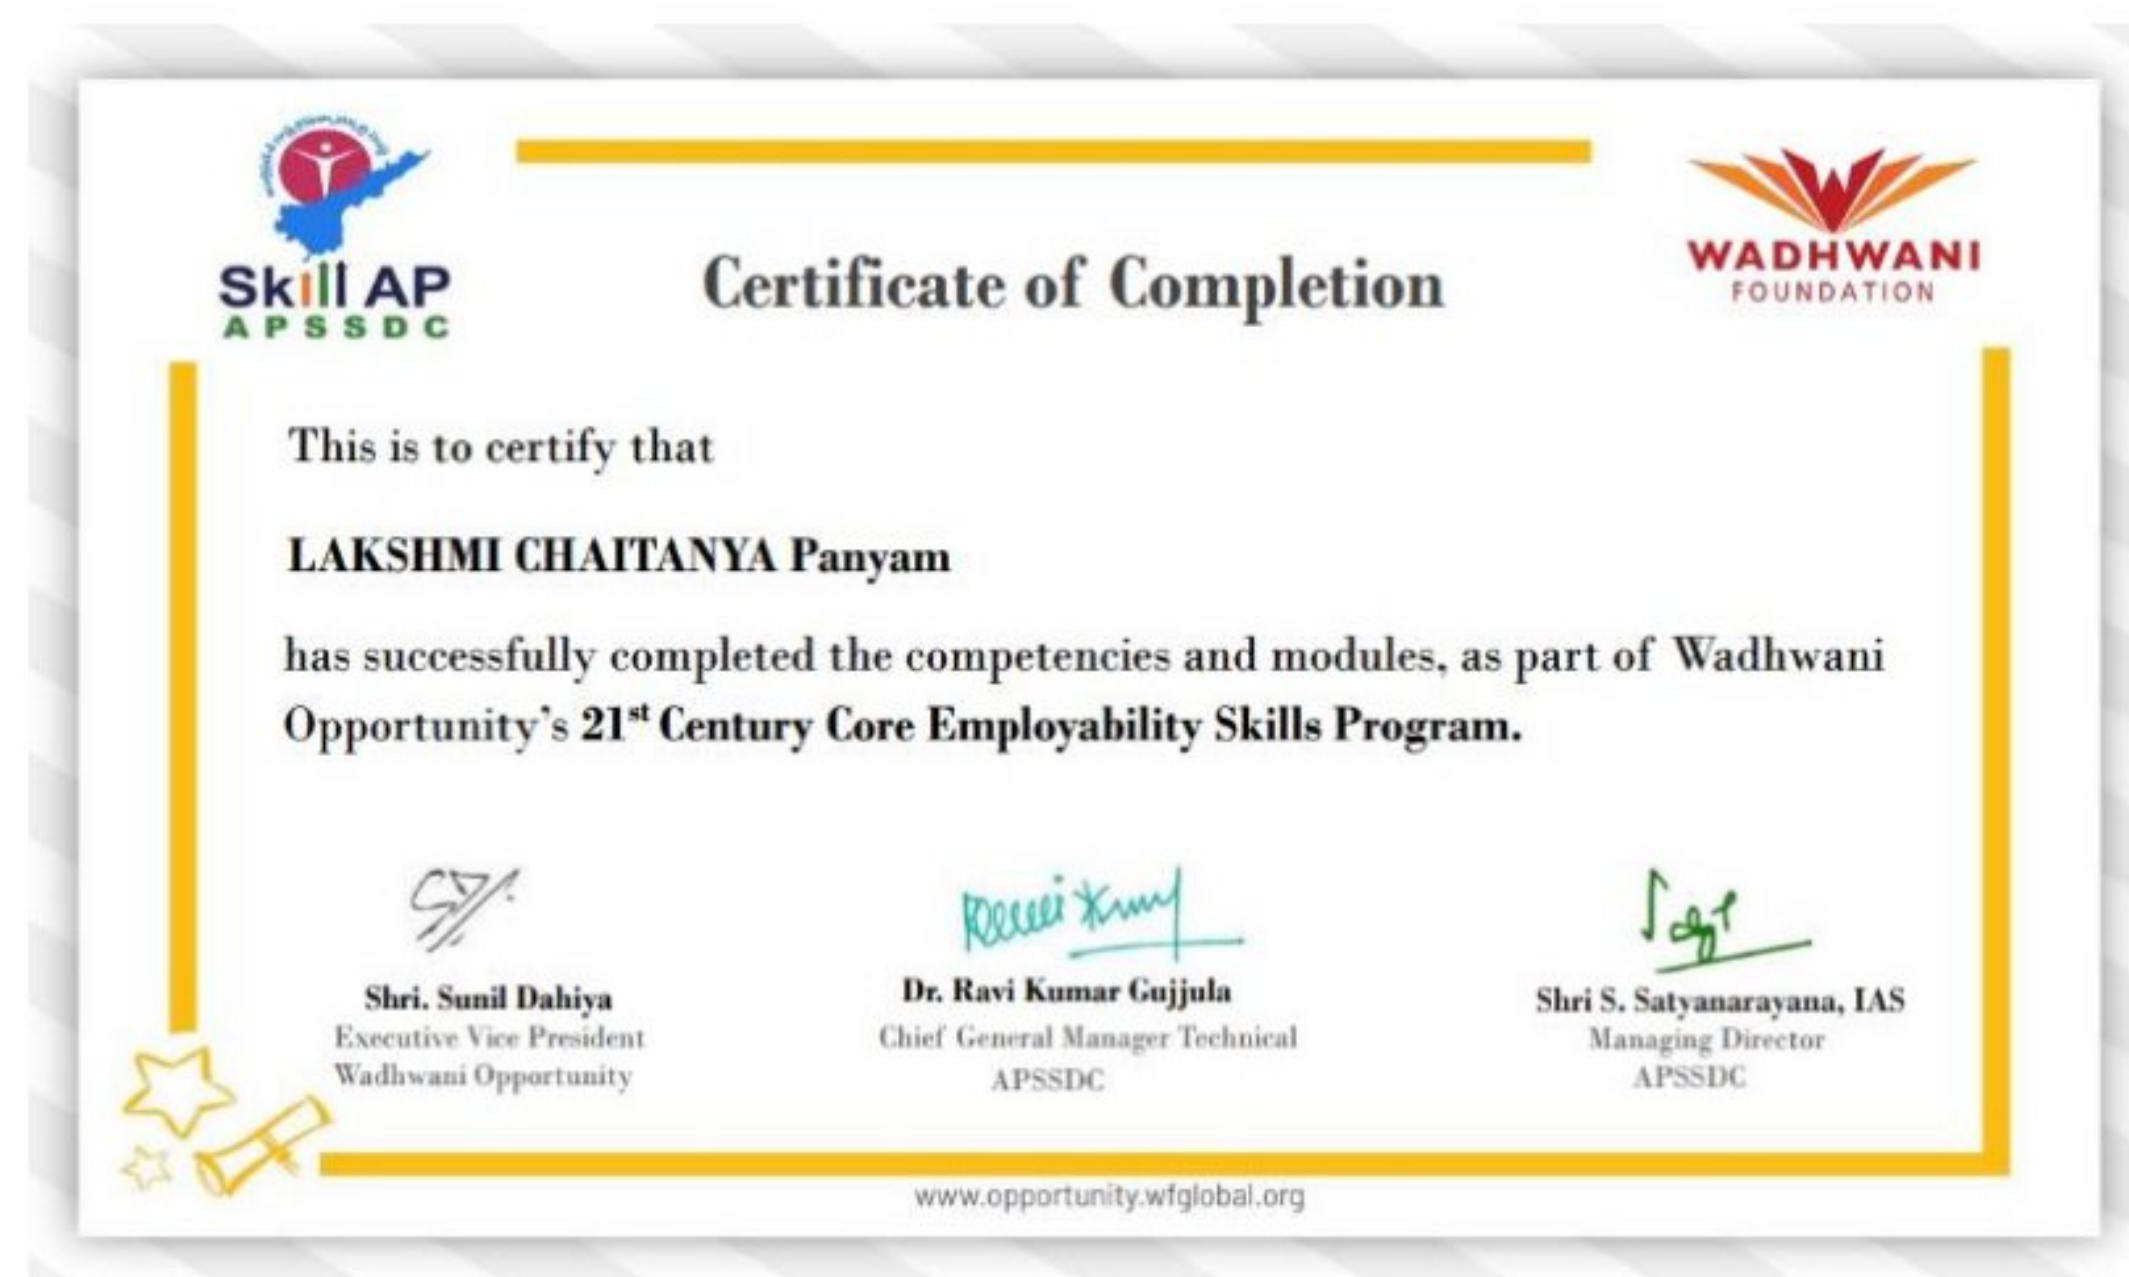 Skill AP
APSSDC
WADHWANI
FOUNDATION
Certificate of Completion
This is to certify that
LAKSHMI CHAITANYA Panyam
has successfully completed the competencies and modules, as part of Wadhwani
Opportunity's 21st Century Core Employability Skills Program.
Shri. Sunil Dahiya
Executive Vice President
Wadhwani Opportunity
Dr. Ravi Kumar Gujjula
Chief General Manager Technical
APSSDC
Shri S. Satyanarayana, IAS
Managing Director
APSSDC
www.opportunity.wfglobal.org